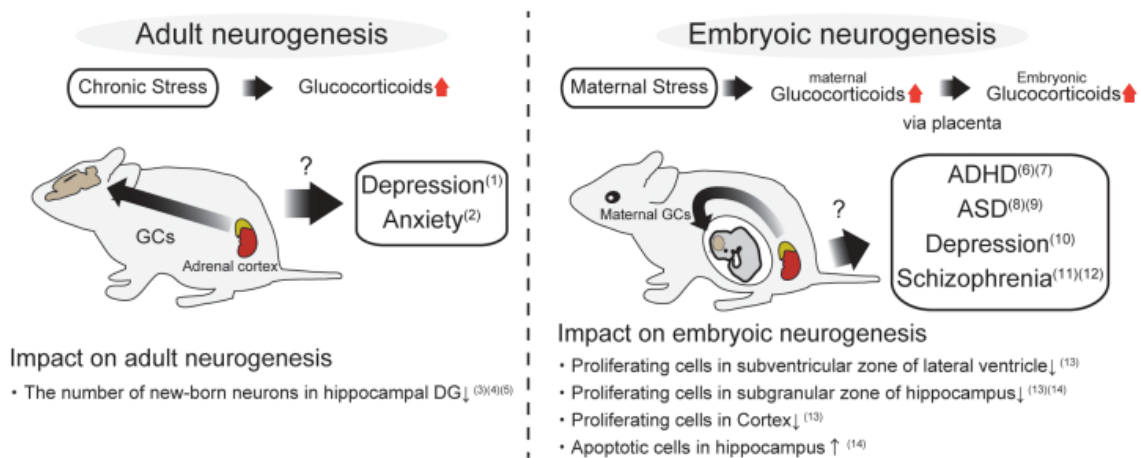 Adult neurogenesis
Chronic Stress
Glucocorticoids
?
Depression(1)
Anxiety(2)
GCs
Adrenal cortex
Impact on adult neurogenesis
・The number of new-born neurons in hippocampal DG↓ (3)(4)(5)
Embryoic neurogenesis
Maternal Stress
maternal
Glucocorticoids
Embryonic
Glucocorticoids
via placenta
Maternal GCs
?
ADHD(6)(7)
ASD(8)(9)
Depression(10)
Schizophrenia(11)(12)
Impact on embryoic neurogenesis
・Proliferating cells in subventricular zone of lateral ventricle↓ (13)
・Proliferating cells in subgranular zone of hippocampus↓ (13)(14)
・Proliferating cells in Cortex↓ (13)
・Apoptotic cells in hippocampus ↑ (14)